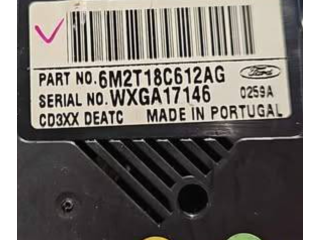 PART NO.6M2T18C612AG
Ford
SERIAL NO.WXGA17146 0259A
CD3XX DEATC MADE IN PORTUGAL